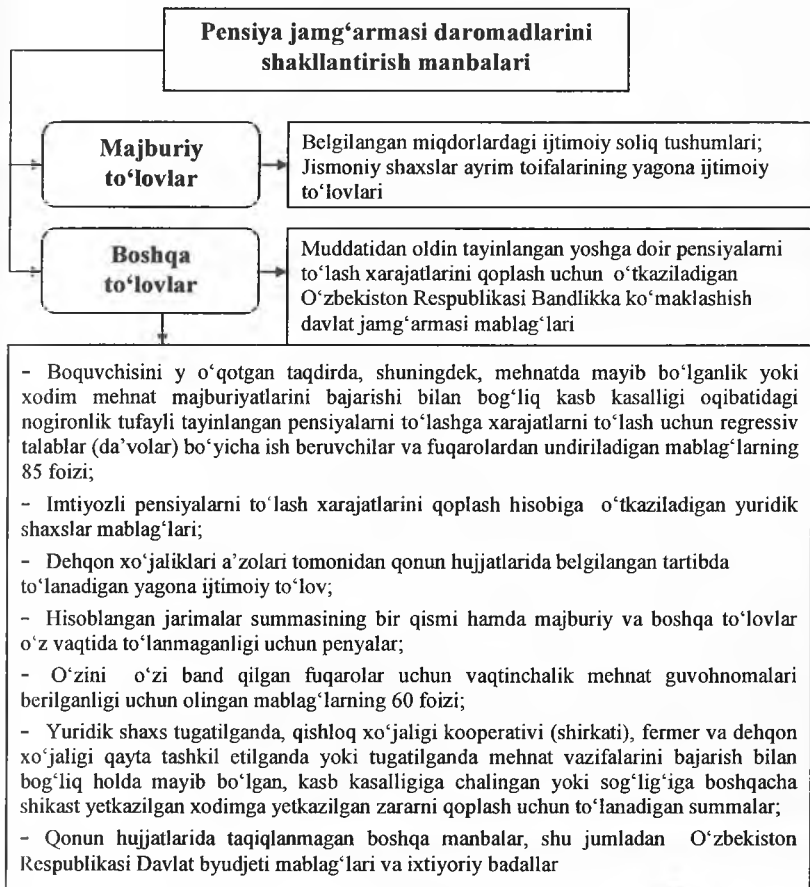 Pensiya jamg‘armasi daromadlarini
shakllantirish manbalari
Majburiy
to‘lovlar
Belgilangan miqdorlardagi ijtimoiy soliq tushumlari;
Jismoniy shaxslar ayrim toifalarining yagona ijtimoiy
to‘lovlari
Boshqa
to‘lovlar
Muddatidan oldin tayinlangan yoshga doir pensiyalarni
to‘lash xarajatlarini qoplash uchun o‘tkaziladigan
O‘zbekiston Respublikasi Bandlikka ko‘maklashish
davlat jamg‘armasi mablag‘lari
- Boquvchisini y o‘qotgan taqdirda, shuningdek, mehnatda mayib bo‘lganlik yoki
xodim mehnat majburiyatlarini bajarishi bilan bog‘liq kasb kasalligi oqibatidagi
nogironlik tufayli tayinlangan pensiyalarni to‘lashga xarajatlarni to‘lash uchun regressiv
talablar (da’volar) bo‘yicha ish beruvchilar va fuqarolardan undiriladigan mablag‘larning
85 foizi;
- Imtiyozli pensiyalarni to‘lash xarajatlarini qoplash hisobiga o‘tkaziladigan yuridik
shaxslar mablag‘lari;
- Dehqon xo‘jaliklari a’zolari tomonidan qonun hujjatlarida belgilangan tartibda
to‘lanadigan yagona ijtimoiy to‘lov;
- Hisoblangan jarimalar summasining bir qismi hamda majburiy va boshqa to‘lovlar
o‘z vaqtida to‘lanmaganligi uchun penyalar;
- O‘zini o‘zi band qilgan fuqarolar uchun vaqtinchalik mehnat guvohnomalari
berilganligi uchun olingan mablag‘larning 60 foizi;
- Yuridik shaxs tugatilganda, qishloq xo‘jaligi kooperativi (shirkati), fermer va dehqon
xo‘jaligi qayta tashkil etilganda yoki tugatilganda mehnat vazifalarini bajarish bilan
bog‘liq holda mayib bo‘lgan, kasb kasalligiga chalingan yoki sog‘lig‘iga boshqacha
shikast yetkazilgan xodimga yetkazilgan zararni qoplash uchun to‘lanadigan summalar;
- Qonun hujjatlarida taqiqlanmagan boshqa manbalar, shu jumladan O‘zbekiston
Respublikasi Davlat byudjeti mablag‘lari va ixtiyoriy badallar